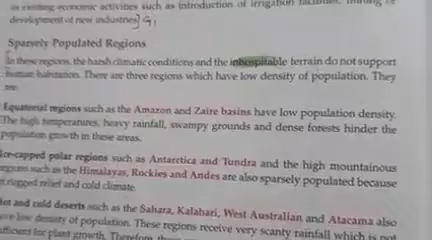 as existing economic activities such as introduction of irrigation facilities, of
development of new industries
Sparsely Populated Regions
In these regions, the harsh climatic conditions and the inhospitable terrain do not support
human habitation. There are three regions which have low density of population. They
are:
Equatorial regions such as the Amazon and Zaire basins have low population density.
The high temperatures, heavy rainfall, swampy grounds and dense forests hinder the
population growth in these areas.
Ice-capped polar regions such as Antarctica and Tundra and the high mountainous
regions such as the Himalayas, Rockies and Andes are also sparsely populated because
of rugged relief and cold climate.
Hot and cold deserts such as the Sahara, Kalahari, West Australian and Atacama also
have low density of population. These regions receive very scanty rainfall which is not
sufficient for plant growth. Therefore,